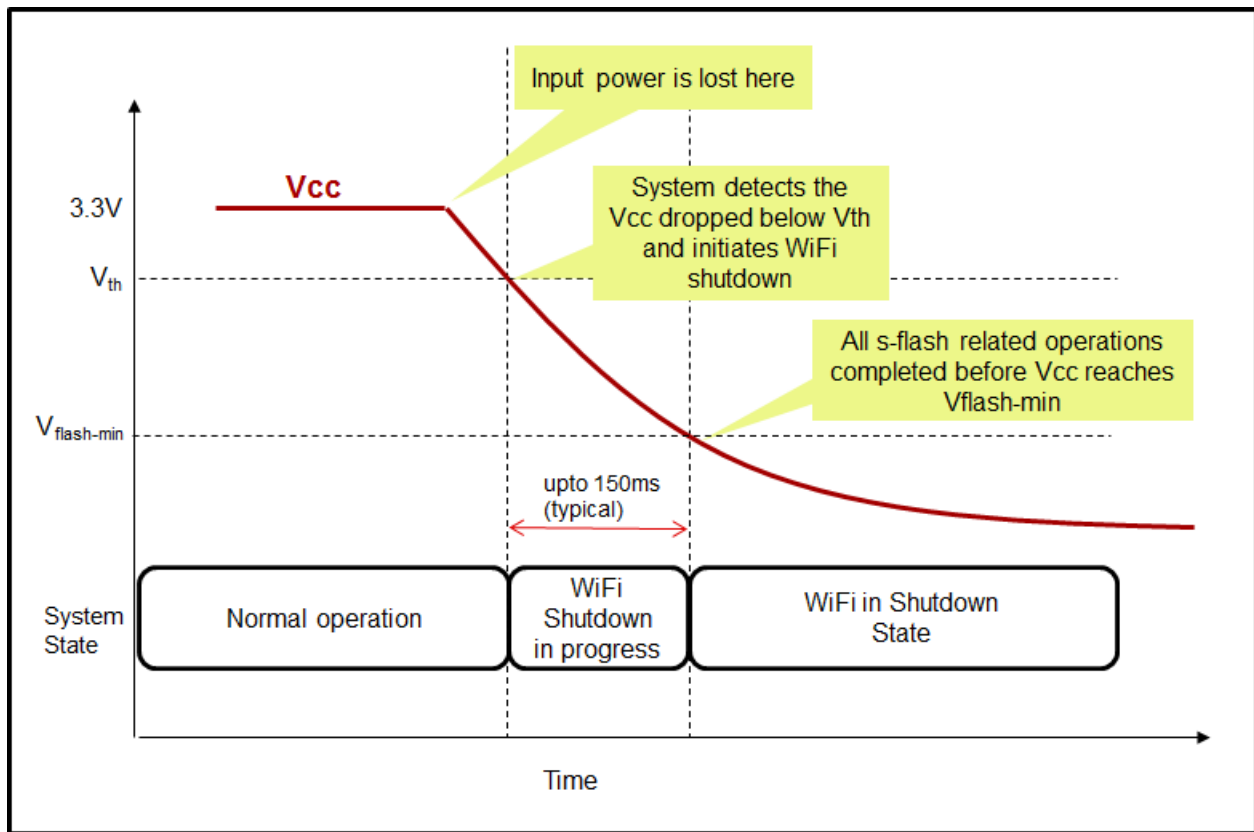 Input power is lost here
Vcc
3.3V
System detects the
Vcc dropped below Vth
and initiates WiFi
shutdown
Vth
All s-flash related operations
completed before Vcc reaches
Vflash-min
Vflash-min
upto 150ms
(typical)
System
State
Normal operation
WiFi
Shutdown
in progress
WiFi in Shutdown
State
Time